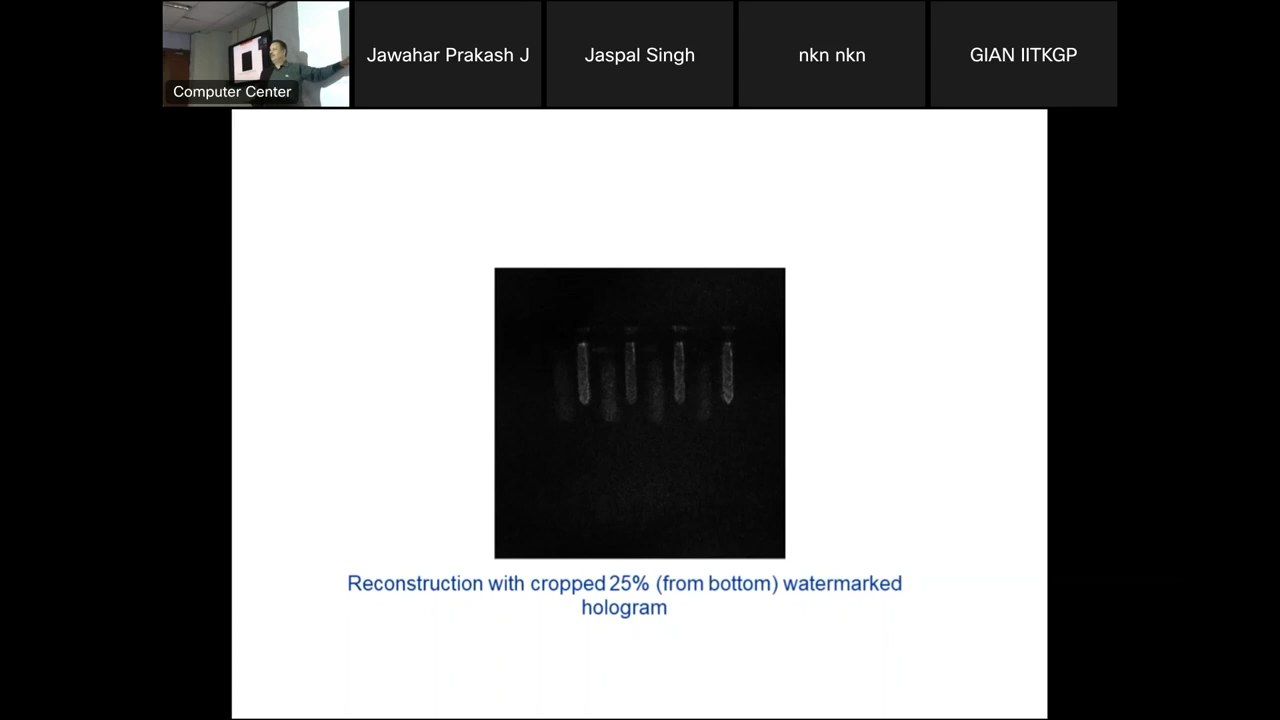 Computer Center
Jawahar Prakash J
Jaspal Singh
nkn nkn
GIAN IITKGP
Reconstruction with cropped 25% (from bottom) watermarked
hologram